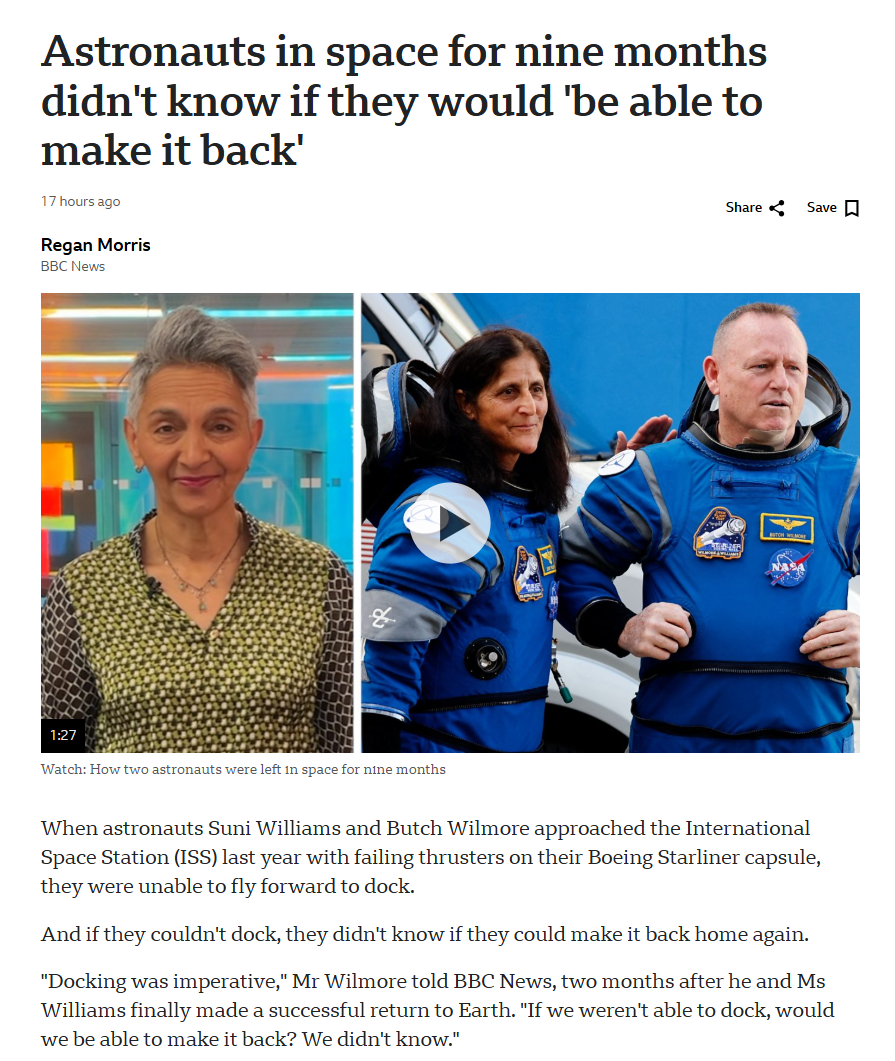 Astronauts in space for nine months
didn't know if they would 'be able to
make it back'
17 hours ago
Share
Save
Regan Morris
BBC News
BUTCH WILMORE
NASA
1:27
Watch: How two astronauts were left in space for nine months
When astronauts Suni Williams and Butch Wilmore approached the International
Space Station (ISS) last year with failing thrusters on their Boeing Starliner capsule,
they were unable to fly forward to dock.
And if they couldn't dock, they didn't know if they could make it back home again.
"Docking was imperative," Mr Wilmore told BBC News, two months after he and Ms
Williams finally made a successful return to Earth. "If we weren't able to dock, would
we be able to make it back? We didn't know."